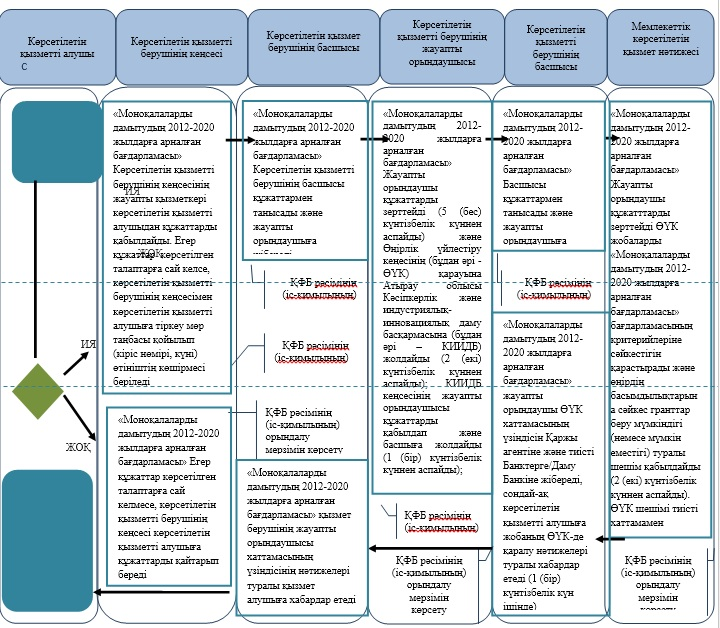 Көрсетілетін
қызметті алушы
С
Көрсетілетін қызметті
берушінің кеңсесі
Көрсетілетін қызмет
берушінің басшысы
Көрсетілетін
қызметті берушінің
жауапты
орындаушысы
Көрсетілетін
қызметті
берушінің
басшысы
Мемлекеттік
көрсетілетін
қызмет нәтижесі
«Моноқалаларды
дамытудың 2012-2020
жылдарға арналған
бағдарламасы»
Көрсетілетін қызметті
берушінің кеңсесінің
жауапты қызметкері
көрсетілетін қызметті
алушыдан құжаттарды
қабылдайды. Егер
құжаттар көрсетілген
талаптарға сай келсе,
көрсетілетін қызметті
берушінің кеңсесімен
көрсетілетін қызметті
алушыға тіркеу мөр
таңбасы қойылып
(кіріс нөмірі, күні)
өтініштің көшірмесі
беріледі
ИЯ
ЖОҚ
«Моноқалаларды
дамытудың 2012-2020
жылдарға арналған
бағдарламасы»
Көрсетілетін қызметті
берушінің басшысы
құжаттармен
танысады және
жауапты
орындаушыға
«Моноқалаларды
дамытудың 2012-
2020 жылдарға
арналған
бағдарламасы»
Жауапты
орындаушы
құжаттарды
зерттейді (5 (бес)
күнтізбелік күннен
аспайды) және
Өңірлік үйлестіру
кеңесінің (бұдан әрі -
ӨҮК) қарауына
Атырау облысы
Кәсіпкерлік және
индустриялық-
инновациялық даму
басқармасына (бұдан
әрі – КИИДБ)
жолдайды (2 (екі)
күнтізбелік күннен
аспайды); КИИДБ
кеңсесінің жауапты
орындаушысы
құжаттарды
қабылдап және
басшыға жолдайды
(1 (бір) күнтізбелік
күннен аспайды);
«Моноқалаларды
дамытудың 2012-
2020 жылдарға
арналған
бағдарламасы»
Басшысы
құжаттармен
танысады және
жауапты
орындаушыға
«Моноқалаларды
дамытудың 2012-
2020 жылдарға
арналған
бағдарламасы»
Жауапты
орындаушы
құжатттарды
зерттейді ӨҮК
жобаларды
«Моноқалаларды
дамытудың 2012-
2020 жылдарға
арналған
бағдарламасы»
бағдарламасының
критерийлеріне
сәйкестігін
қарастырады және
өңірдің
басымдылықтарын
а сәйкес гранттар
беру мүмкіндігі
(немесе мүмкін
еместігі) туралы
шешім қабылдайды
(2 (екі) күнтізбелік
күннен аспайды).
ӨҮК шешімі тиісті
хаттамамен
ҚФБ рәсімінің
(іс-қимылының)
ҚФБ рәсімінің
(іс-қимылының)
ҚФБ рәсімінің
(іс-қимылының)
орындалу
мерзімін көрсету
ҚФБ рәсімінің
(іс-қимылының)
ИЯ
ЖОҚ
«Моноқалаларды
дамытудың 2012-2020
жылдарға арналған
бағдарламасы» Егер
құжаттар көрсетілген
талаптарға сай
келмесе, көрсетілетін
қызметті берушінің
кеңсесі көрсетілетін
қызметті алушыға
құжаттарды қайтарып
береді
«Моноқалаларды
дамытудың 2012-2020
жылдарға арналған
бағдарламасы» қызмет
берушінің жауапты
орындаушысы
хаттамасының
үзіндісінің нәтижелері
туралы қызмет
алушыға хабардар етеді
ҚФБ рәсімінің
(іс-қимылының)
ҚФБ рәсімінің
(іс-қимылының)
орындалу
мерзімін
көрсету
«Моноқалаларды
дамытудың 2012-
2020 жылдарға
арналған
бағдарламасы»
жауапты
орындаушы ӨҮК
хаттамасының
үзіндісін Қаржы
агентіне және тиісті
Банктерге/Даму
Банкіне жібереді,
сондай-ақ
көрсетілетін
қызметті алушыға
жобаның ӨҮК-де
қаралу нәтижелері
туралы хабардар
етеді (1 (бір)
күнтізбелік күн
ішінде)
ҚФБ рәсімінің
(іс-қимылының)
орындалу
мерзімін